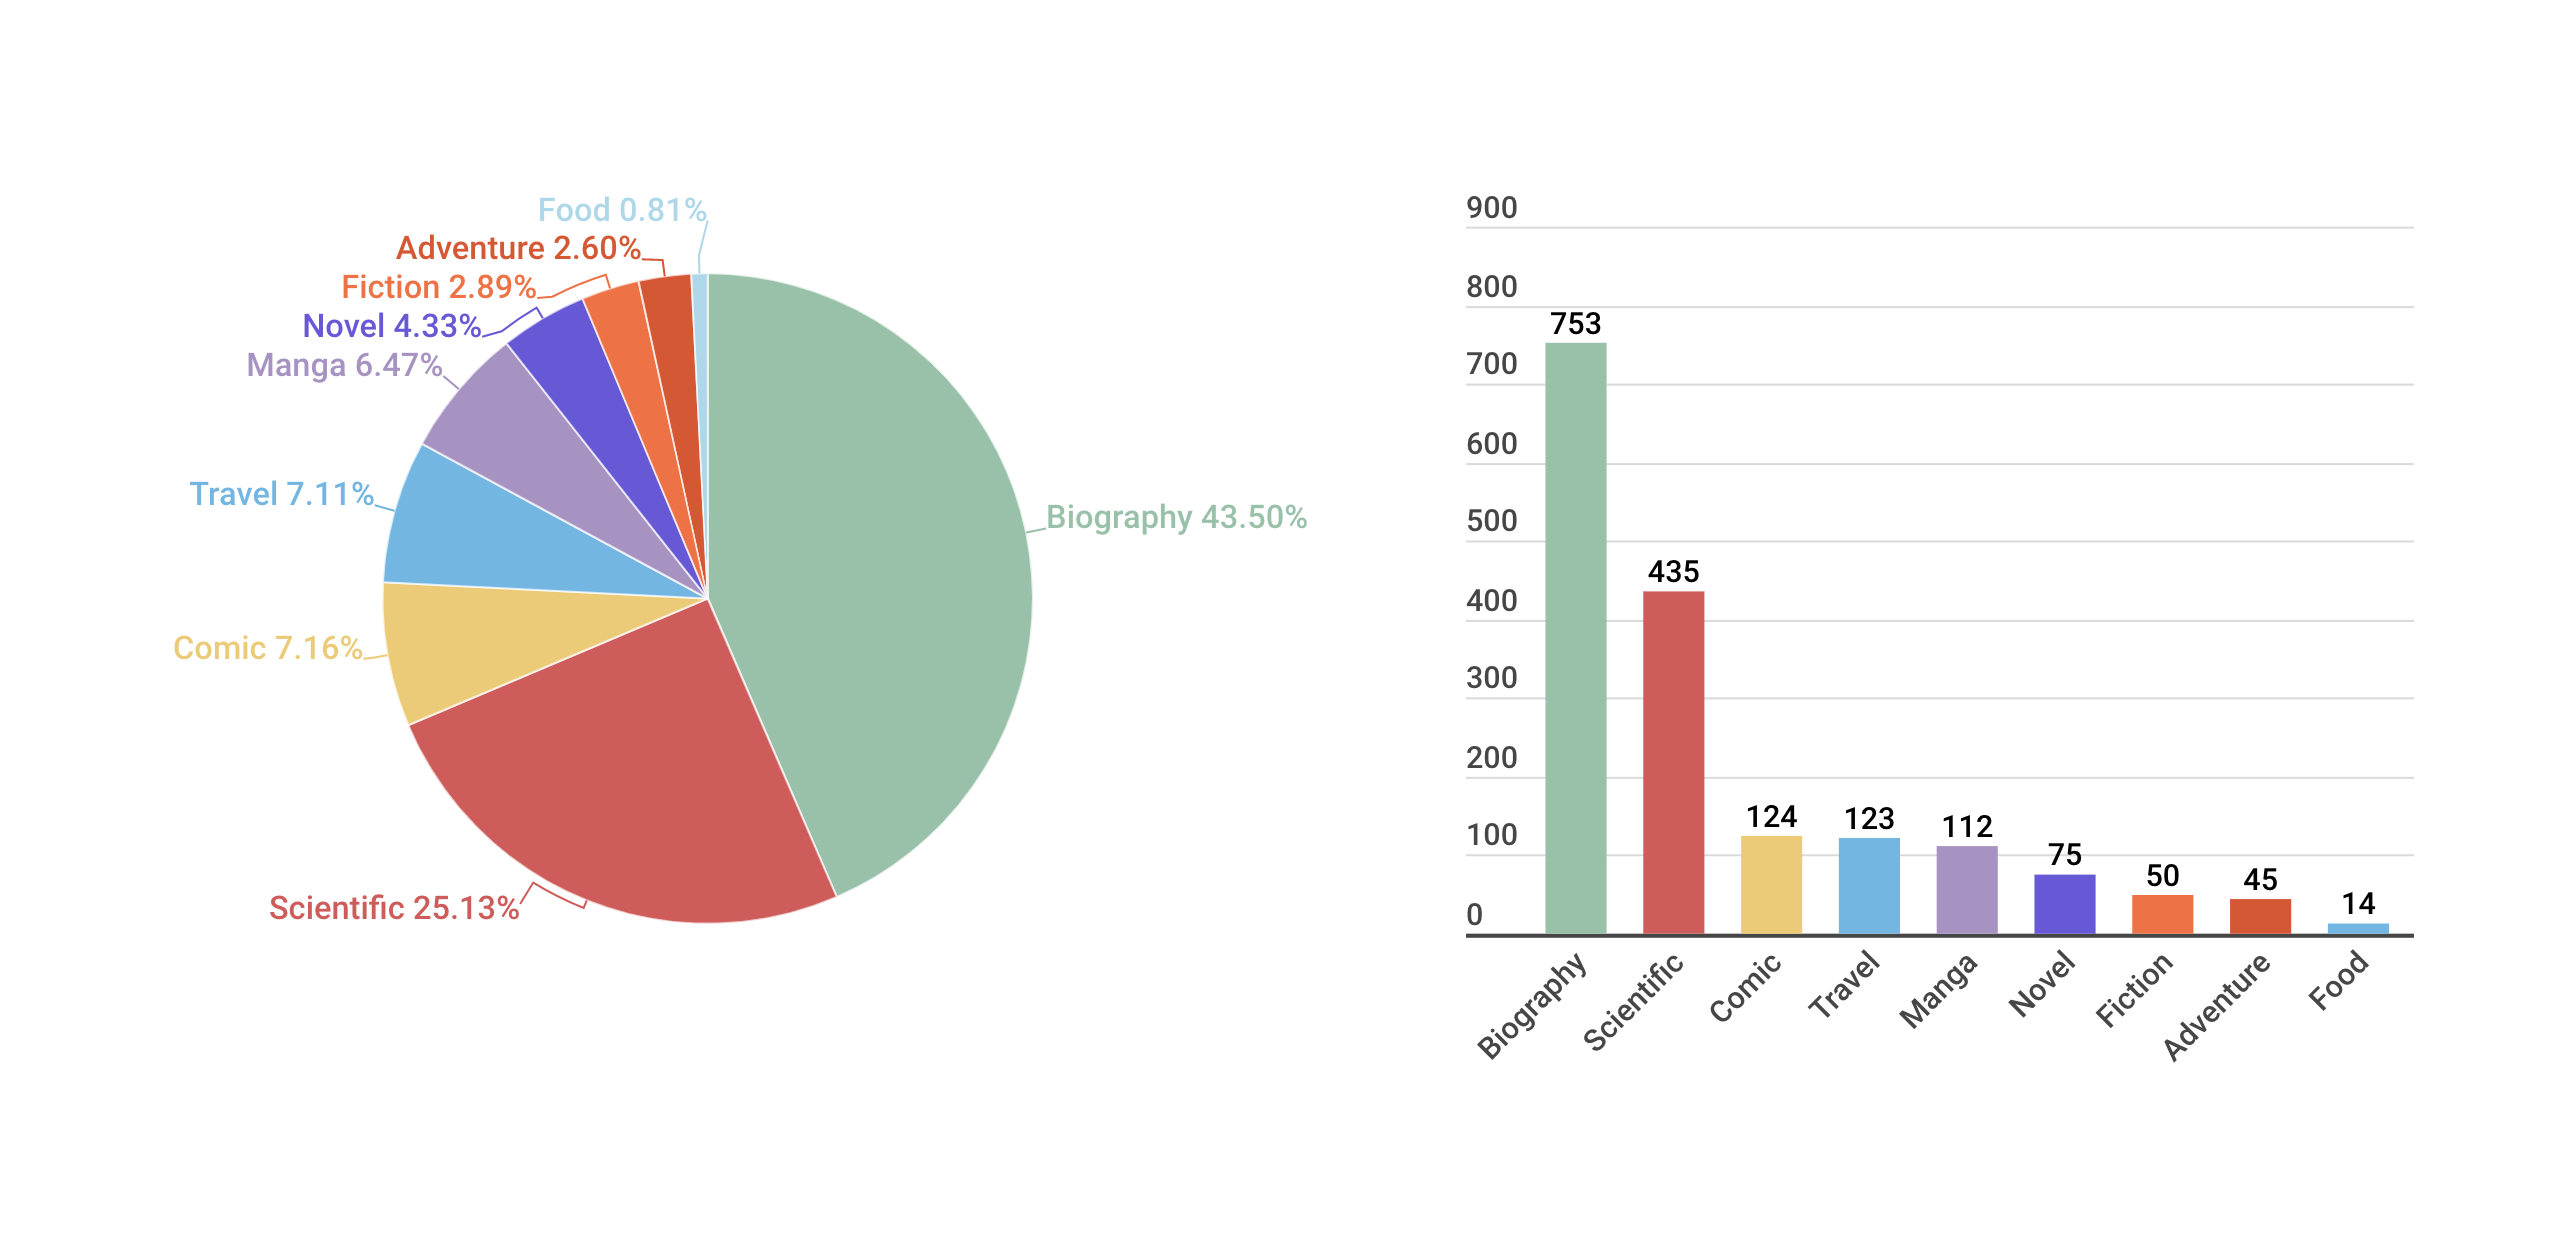 Food 0.81%
Adventure 2.60%
Fiction 2.89%
Novel 4.33%
Manga 6.47%
Travel 7.11%
Biography 43.50%
Comic 7.16%
Scientific 25.13%
900
800
753
700
600
500
435
400
300
200
124
123
112
100
75
50
45
14
0
Biography
Scientific
Comic
Travel
Manga
Novel
Fiction
Adventure
Food